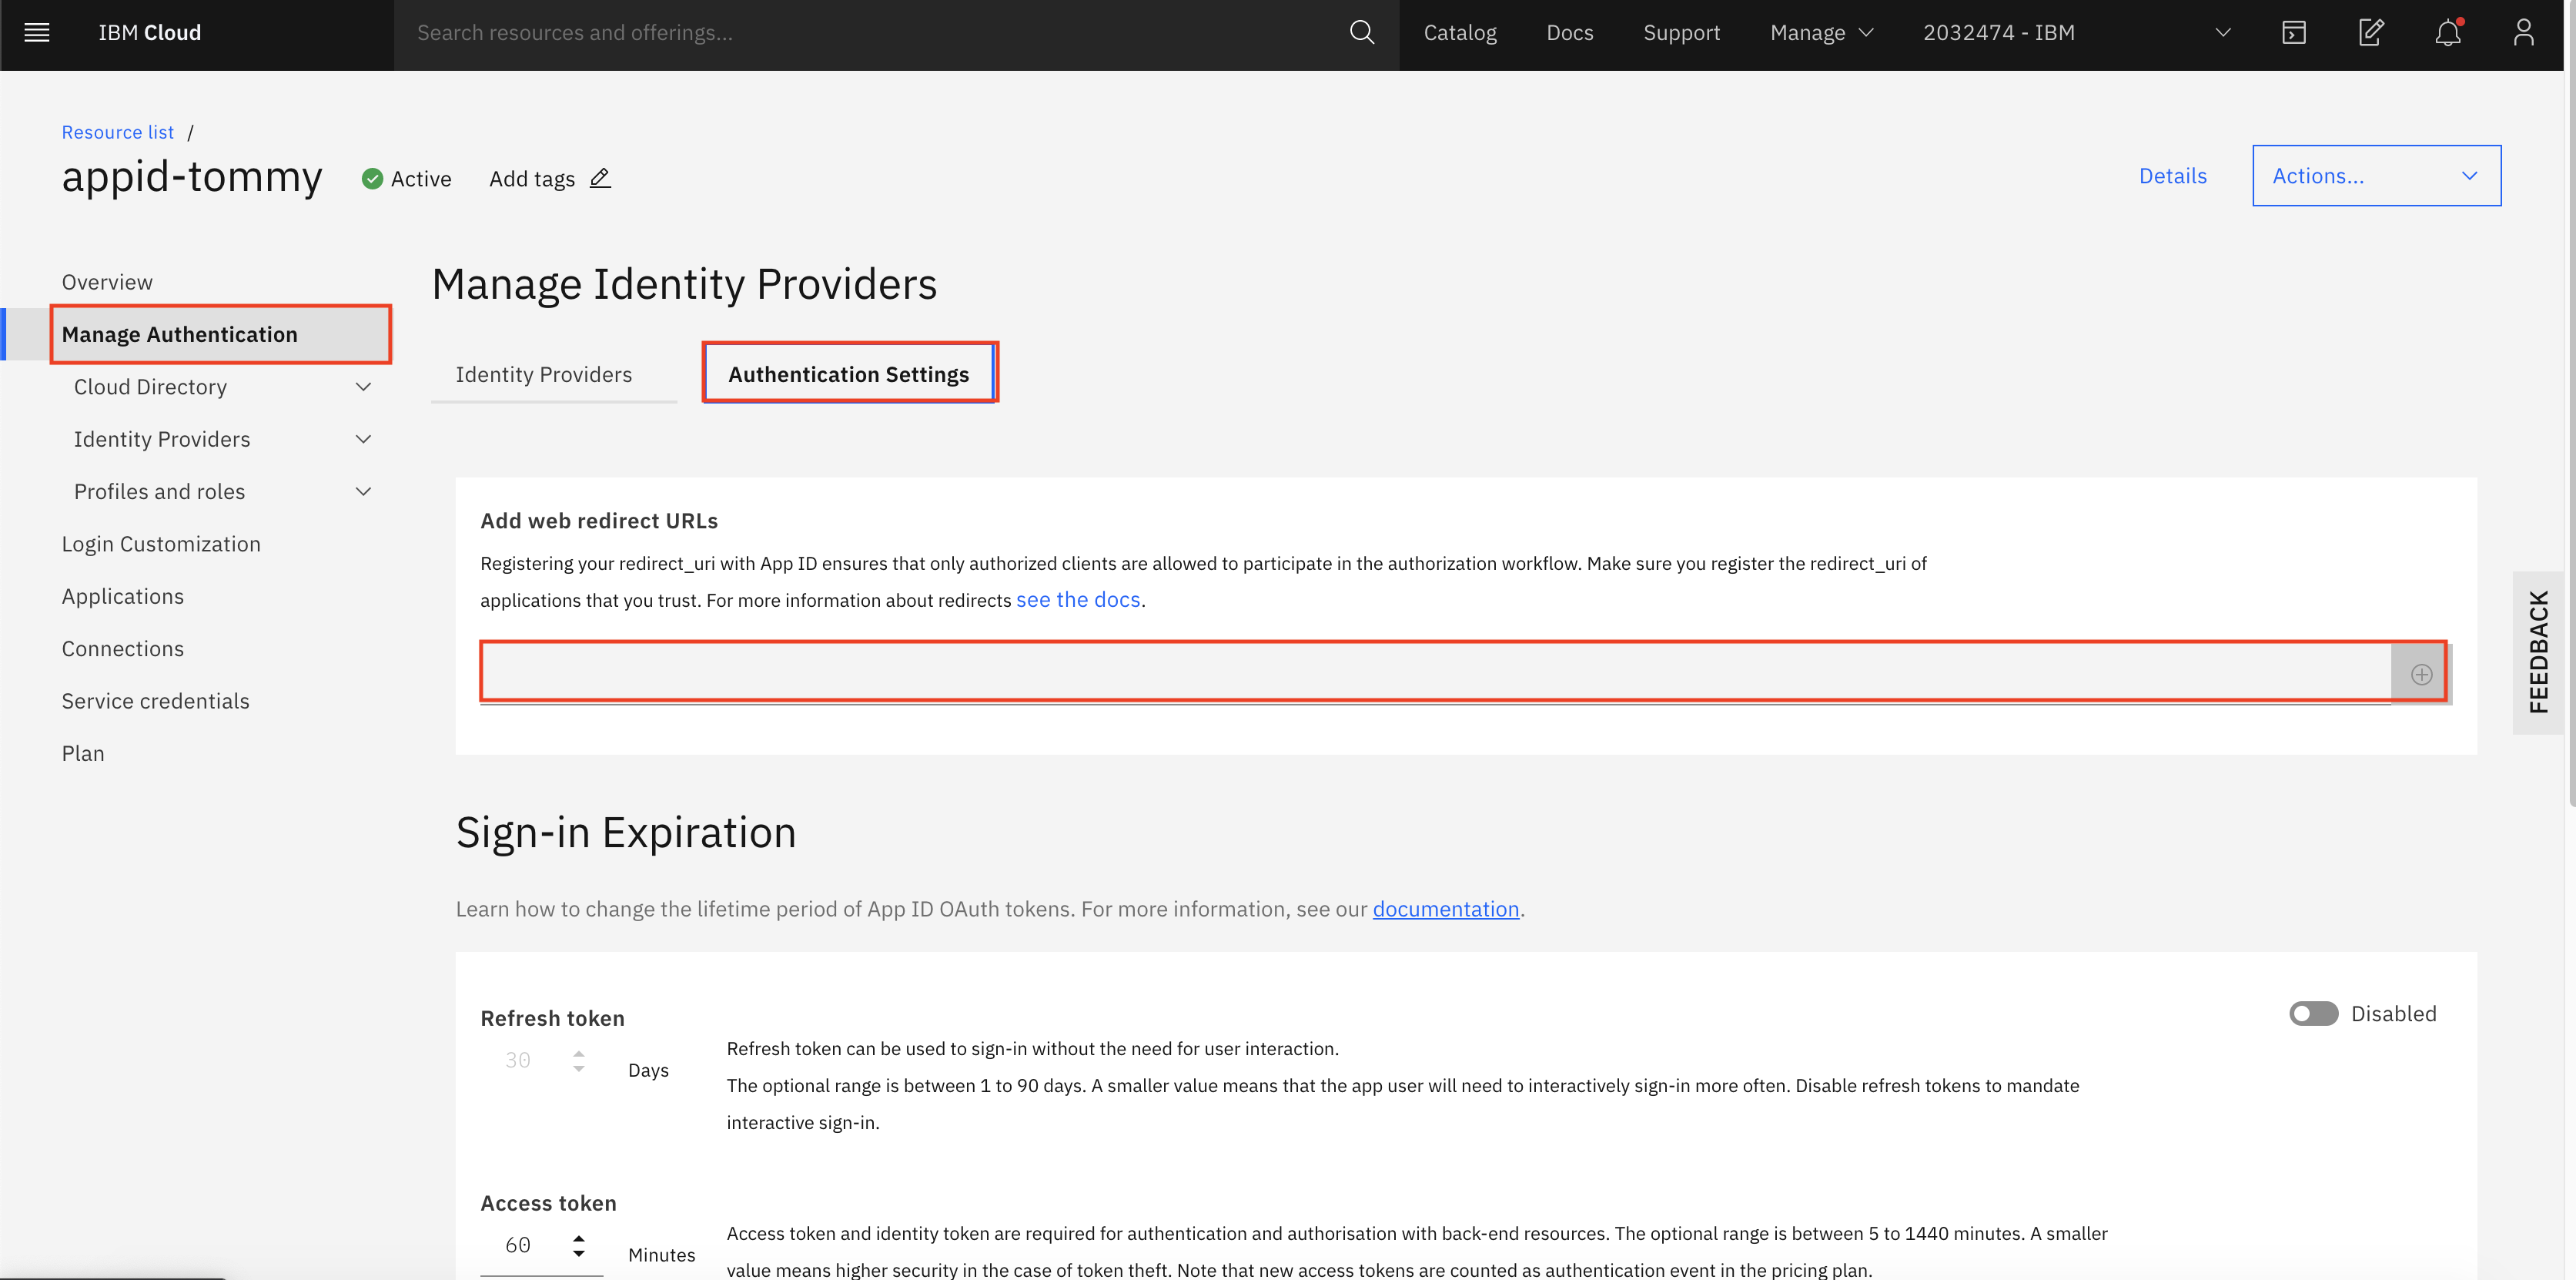 IBM Cloud
Search resources and offerings...
Catalog
Docs
Support
Manage
2032474 - IBM
Resource list /
appid-tommy
Active
Add tags
Details
Actions...
Overview
Manage Authentication
Cloud Directory
Identity Providers
Profiles and roles
Login Customization
Applications
Connections
Service credentials
Plan
Manage Identity Providers
Identity Providers
Authentication Settings
Add web redirect URLs
Registering your redirect_uri with App ID ensures that only authorized clients are allowed to participate in the authorization workflow. Make sure you register the redirect_uri of
applications that you trust. For more information about redirects see the docs.
FEEDBACK
Sign-in Expiration
Learn how to change the lifetime period of App ID OAuth tokens. For more information, see our documentation.
Refresh token
Disabled
30
Days
Refresh token can be used to sign-in without the need for user interaction.
The optional range is between 1 to 90 days. A smaller value means that the app user will need to interactively sign-in more often. Disable refresh tokens to mandate
interactive sign-in.
Access token
60
Minutes
Access token and identity token are required for authentication and authorisation with back-end resources. The optional range is between 5 to 1440 minutes. A smaller
value means higher security in the case of token theft. Note that new access tokens are counted as authentication event in the pricing plan.